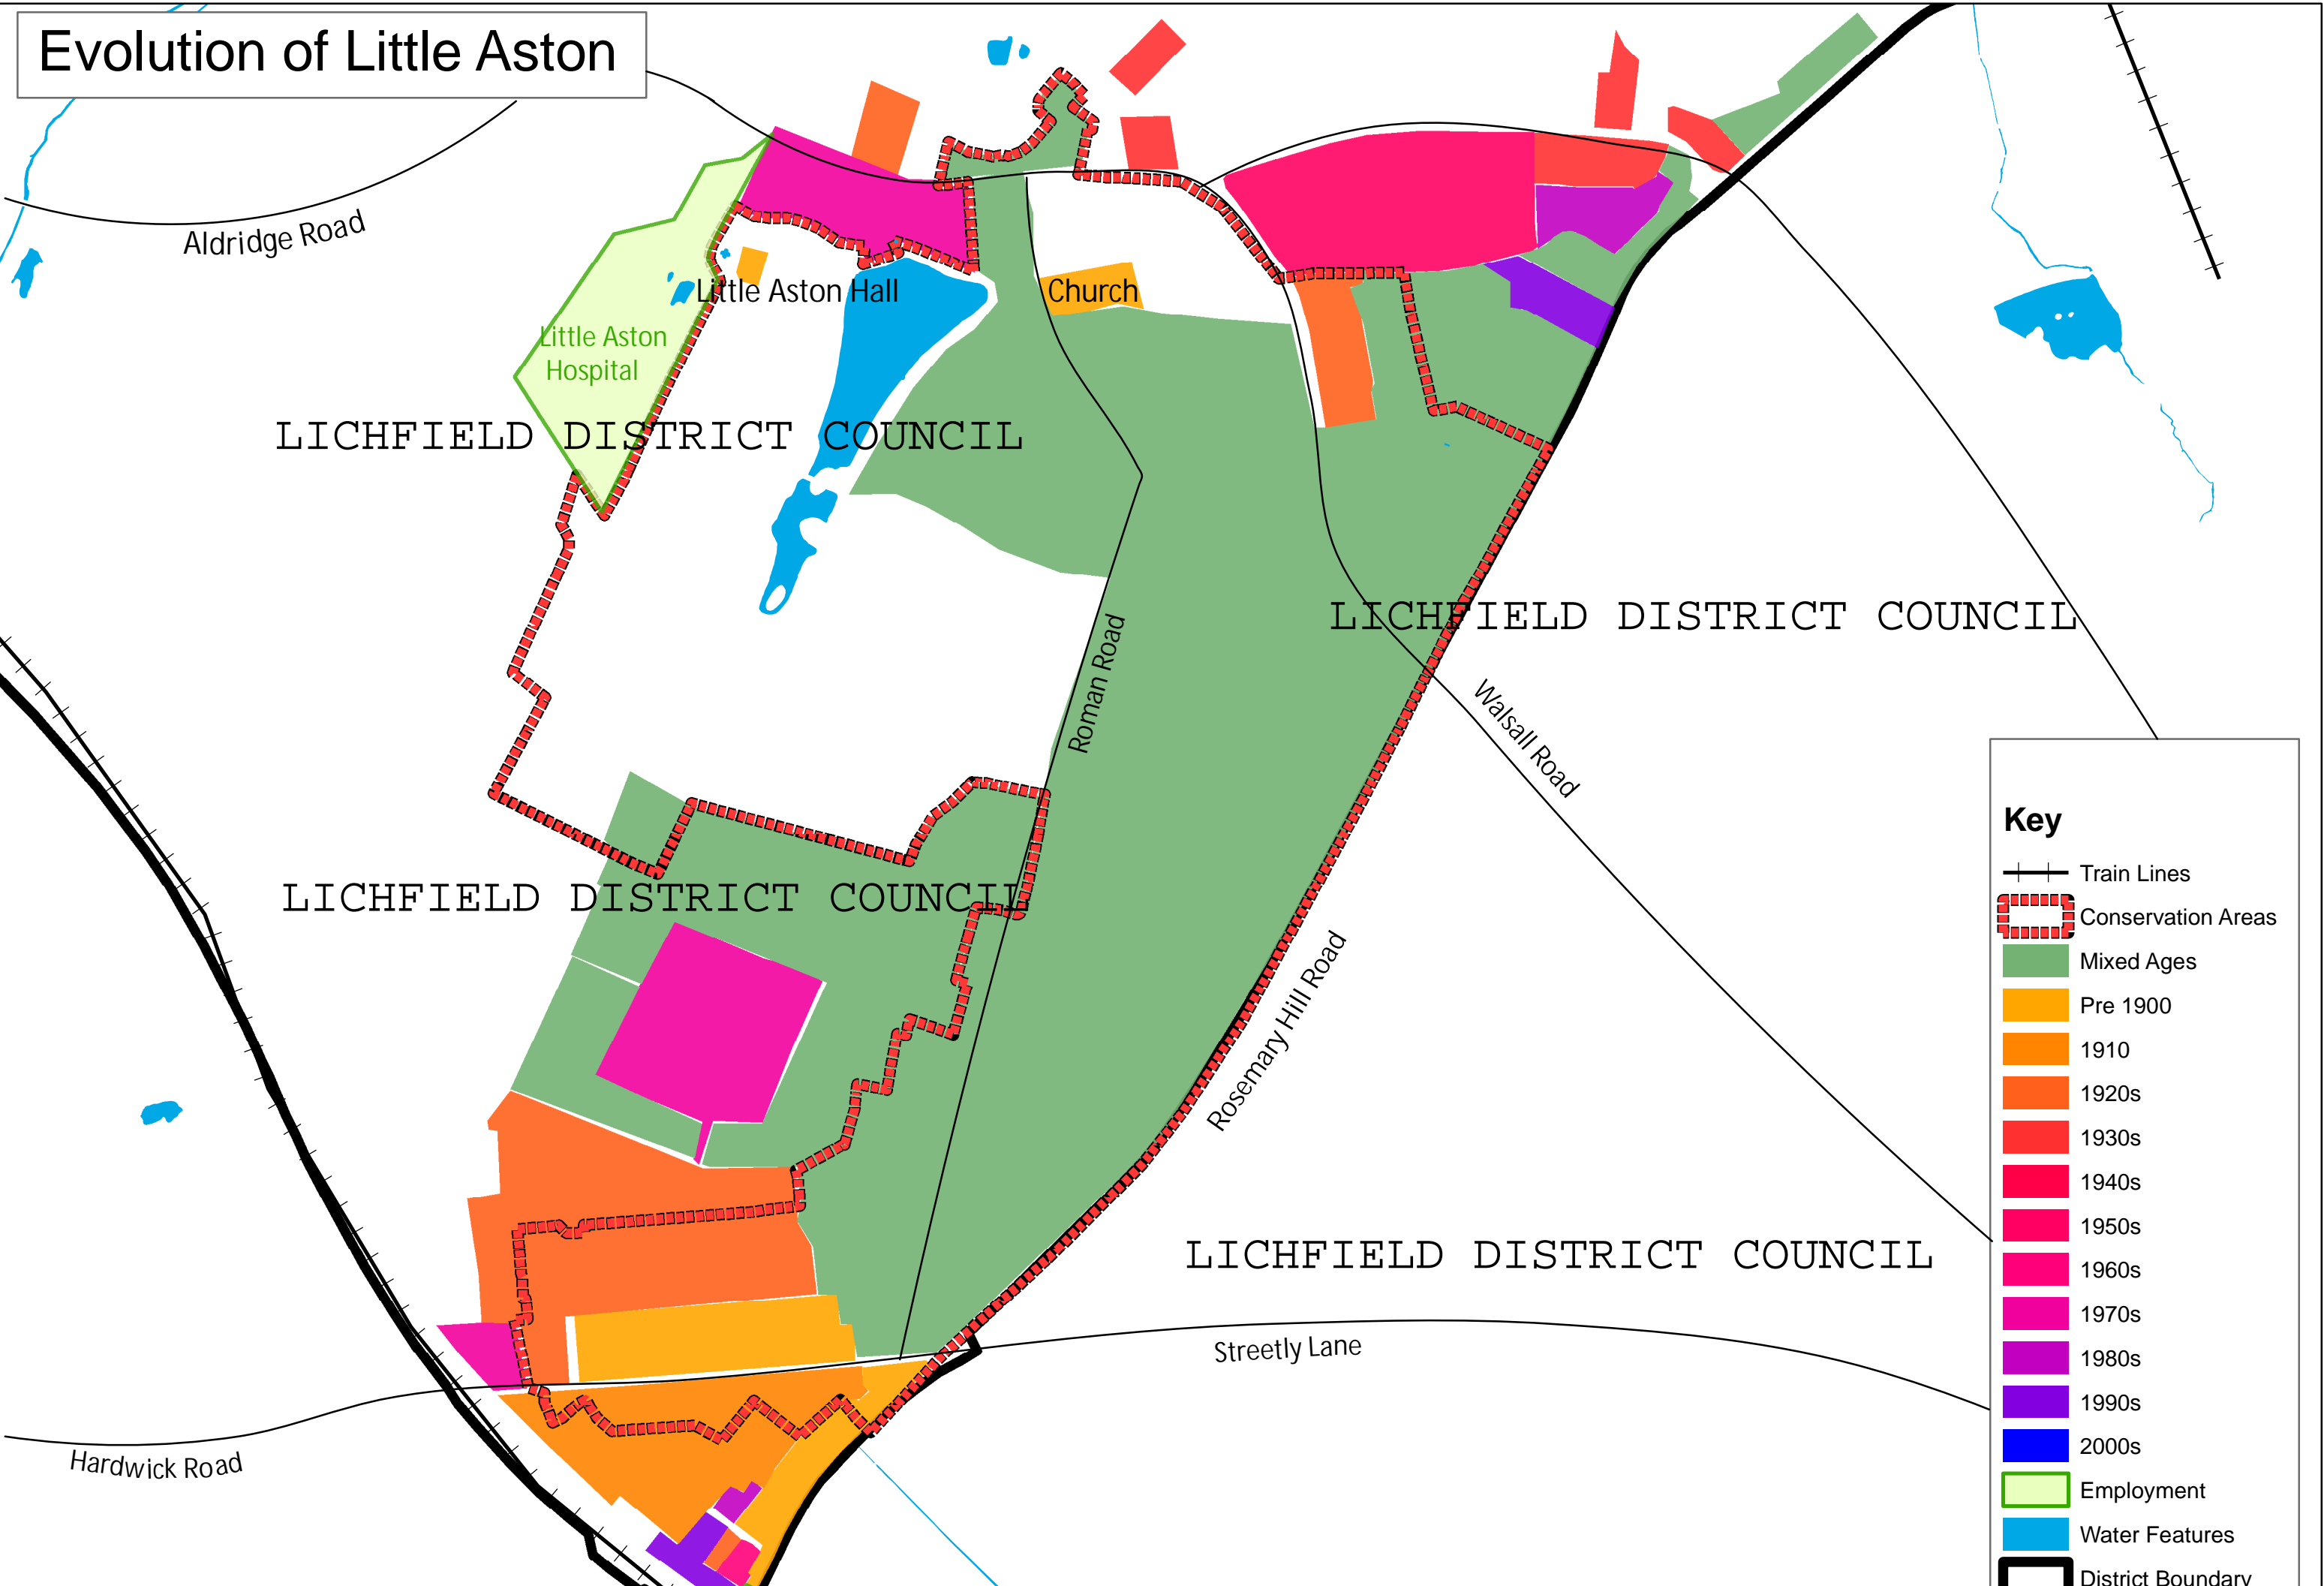 Evolution of Little Aston
Aldridge Road
Little Aston Hall
Church
Little Aston
Hospital
LICHFIELD DISTRICT COUNCIL
LICHFIELD DISTRICT COUNCIL
Roman Road
Walsall Road
LICHFIELD DISTRICT COUNCIL
Rosemary Hill Road
LICHFIELD DISTRICT COUNCIL
Streetly Lane
Hardwick Road
Key
Train Lines
Conservation Areas
Mixed Ages
Pre 1900
1910
1920s
1930s
1940s
1950s
1960s
1970s
1980s
1990s
2000s
Employment
Water Features
District Boundary